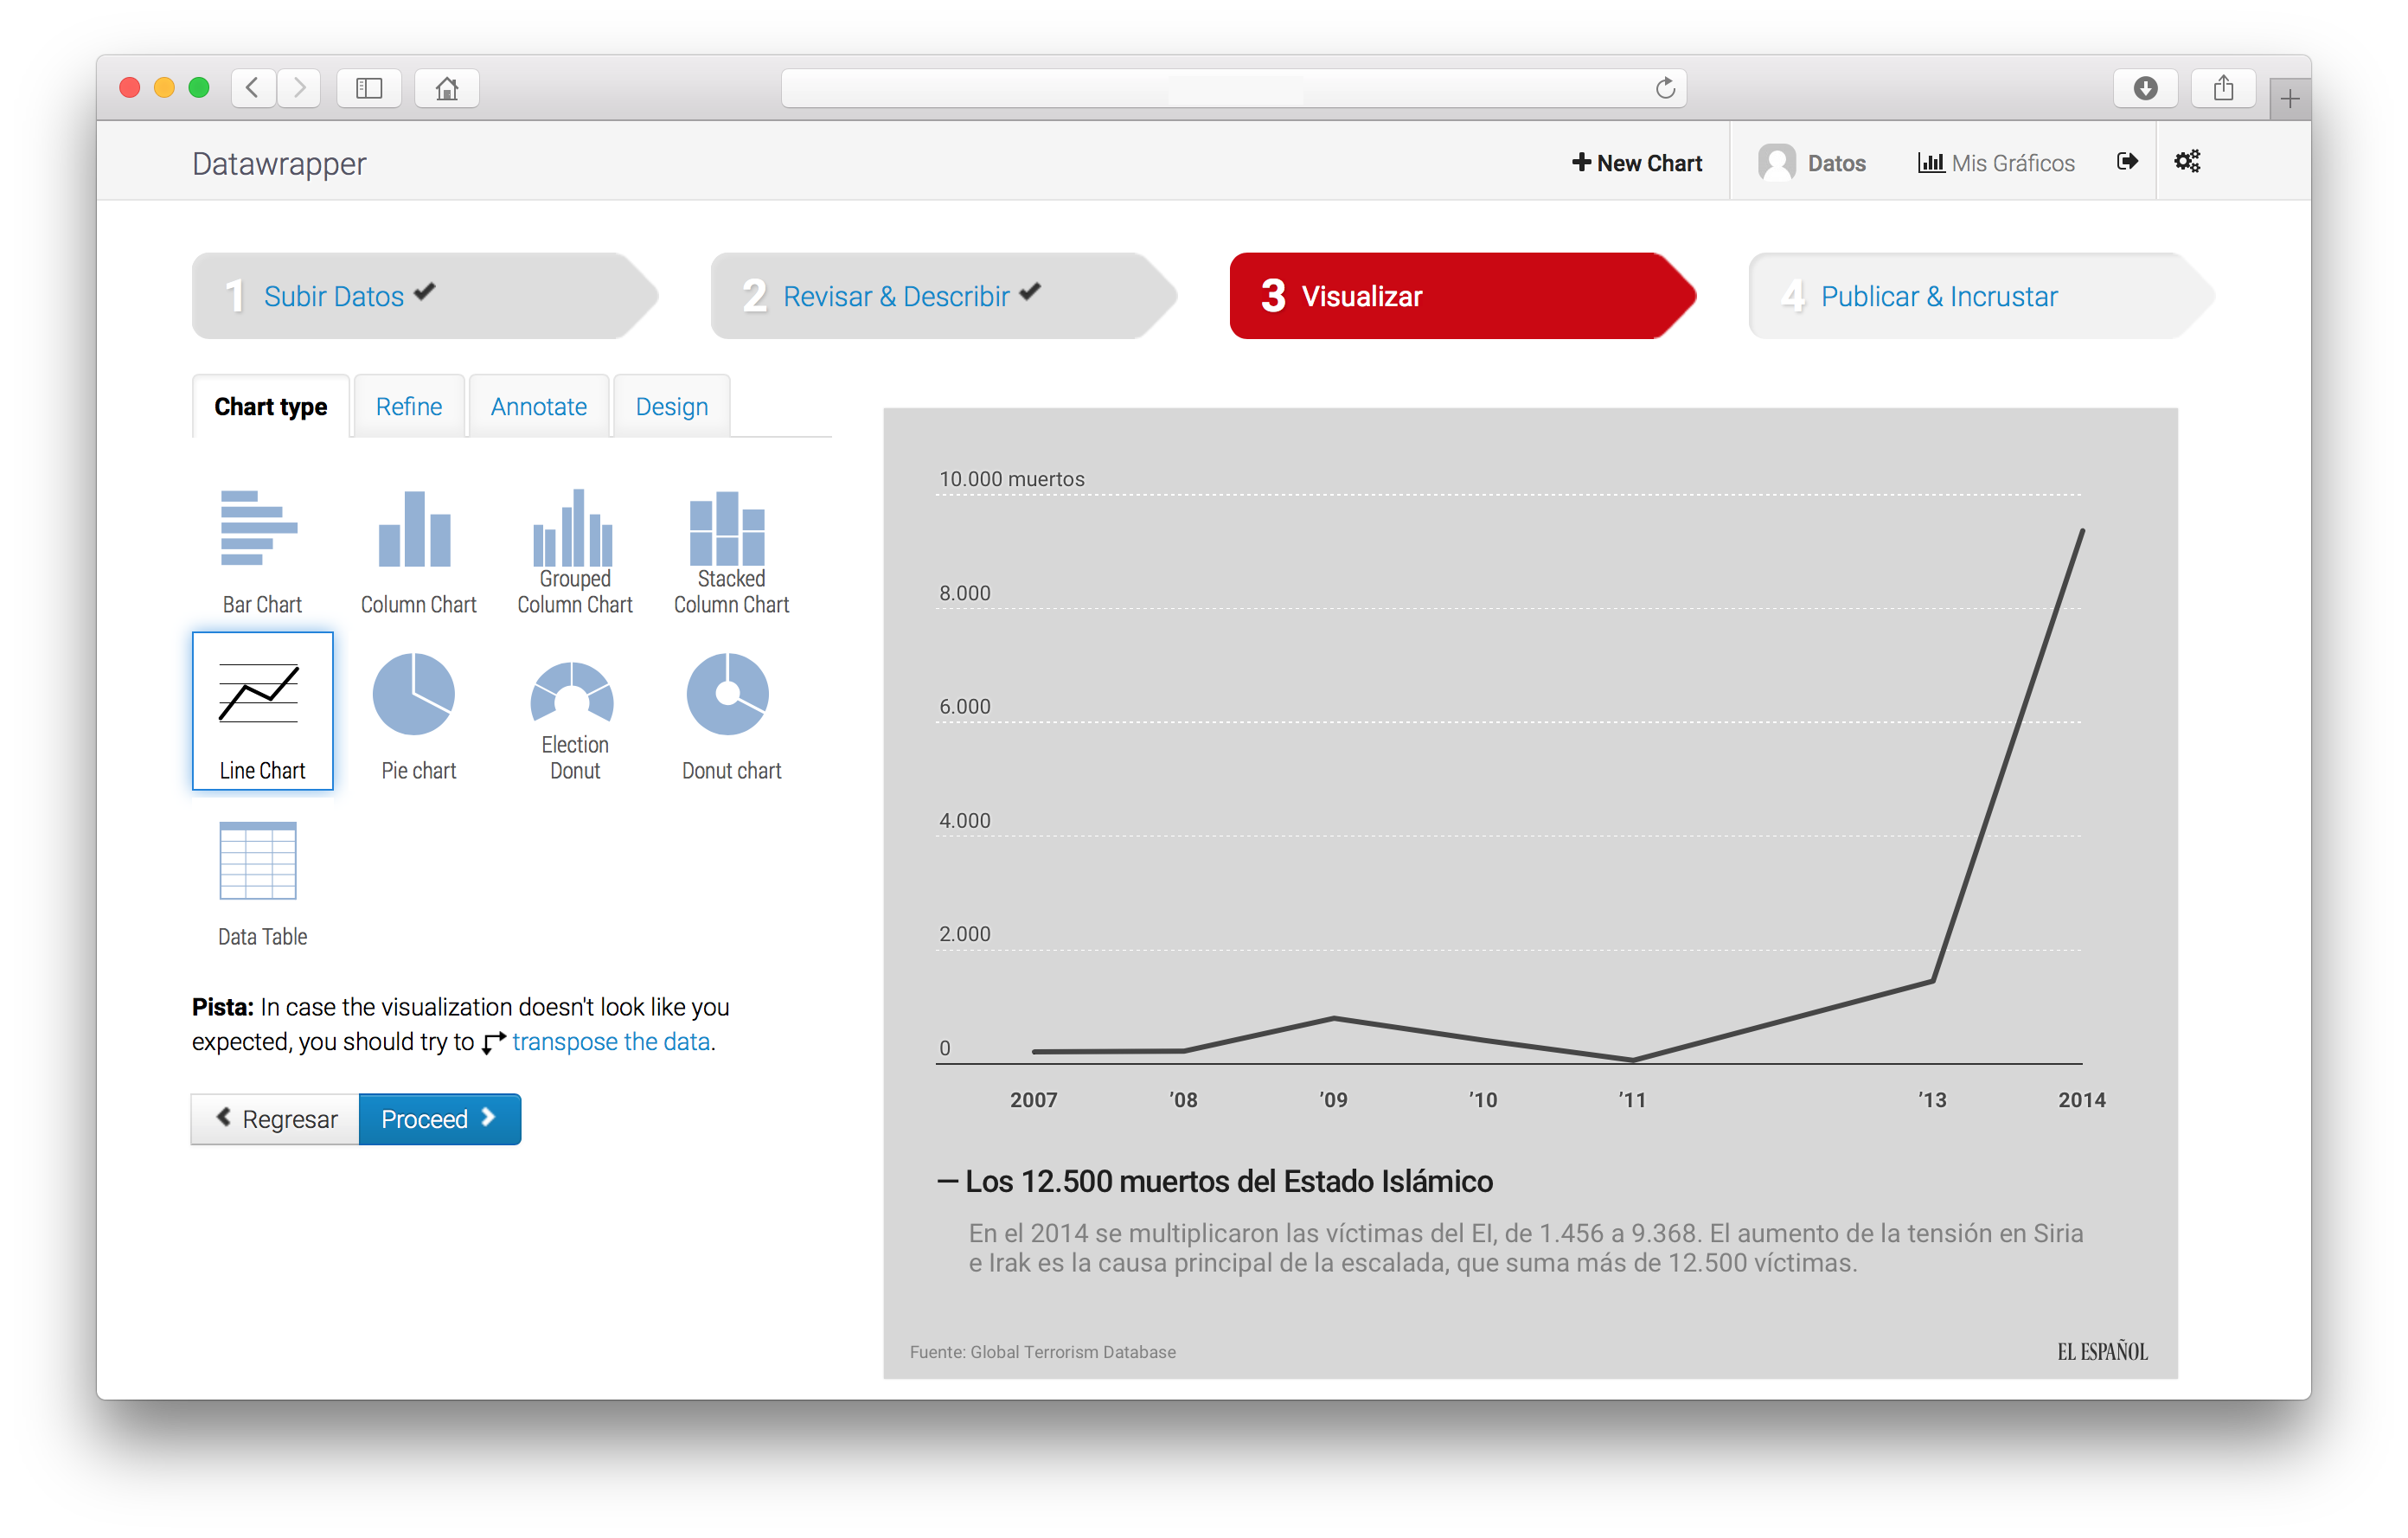 Datawrapper
New Chart
Datos
Mis Gráficos
1 Subir Datos
2 Revisar & Describir
3 Visualizar
4 Publicar & Incrustar
Chart type
Refine
Annotate
Design
Bar Chart
Column Chart
Grouped
Column Chart
Stacked
Column Chart
Line Chart
Pie chart
Election
Donut
Donut chart
Data Table
Pista: In case the visualization doesn't look like you
expected, you should try to transpose the data.
Regresar
Proceed
10.000 muertos
8.000
6.000
4.000
2.000
0
2007 ’08 ’09 ’10 ’11 ’13 2014
— Los 12.500 muertos del Estado Islámico
En el 2014 se multiplicaron las víctimas del EI, de 1.456 a 9.368. El aumento de la tensión en Siria
e Irak es la causa principal de la escalada, que suma más de 12.500 víctimas.
Fuente: Global Terrorism Database
EL ESPAÑOL